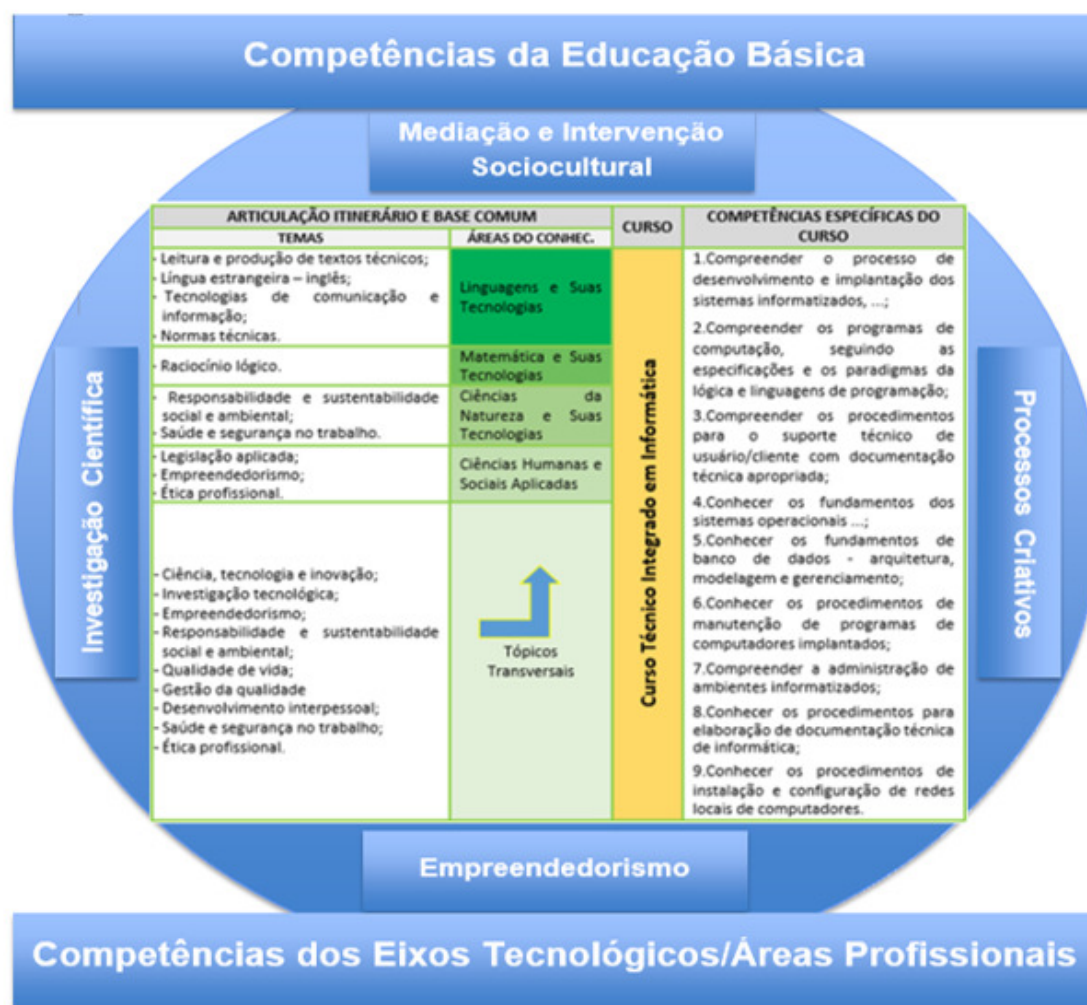 Competências da Educação Básica
Mediação e Intervenção
Sociocultural
Investigação Científica
ARTICULAÇÃO ITINERÁRIO E BASE COMUM
TEMAS
ÁREAS DO CONHEC.
CURSO
COMPETÊNCIAS ESPECÍFICAS DO
CURSO
- Leitura e produção de textos técnicos;
- Língua estrangeira – inglês;
- Tecnologias de comunicação e
informação;
- Normas técnicas.
Linguagens e Suas
Tecnologias
- Raciocínio lógico.
Matemática e Suas
Tecnologias
- Responsabilidade e sustentabilidade
social e ambiental;
- Saúde e segurança no trabalho.
Ciências da
Natureza e Suas
Tecnologias
- Legislação aplicada;
- Empreendedorismo;
- Ética profissional.
Ciências Humanas e
Sociais Aplicadas
- Ciência, tecnologia e inovação;
- Investigação tecnológica;
- Empreendedorismo;
- Responsabilidade e sustentabilidade
social e ambiental;
- Qualidade de vida;
- Gestão da qualidade
- Desenvolvimento interpessoal;
- Saúde e segurança no trabalho;
- Ética profissional.
Tópicos
Transversais
Curso Técnico Integrado em Informática
1.Compreender o processo de
desenvolvimento e implantação dos
sistemas informatizados, ...;
2.Compreender os programas de
computação, seguindo as
especificações e os paradigmas da
lógica e linguagens de programação;
3.Compreender os procedimentos
para o suporte técnico de
usuário/cliente com documentação
técnica apropriada;
4.Conhecer os fundamentos dos
sistemas operacionais ...;
5.Conhecer os fundamentos de
banco de dados - arquitetura,
modelagem e gerenciamento;
6.Conhecer os procedimentos de
manutenção de programas de
computadores implantados;
7.Compreender a administração de
ambientes informatizados;
8.Conhecer os procedimentos para
elaboração de documentação técnica
de informática;
9.Conhecer os procedimentos de
instalação e configuração de redes
locais de computadores.
Processos Criativos
Empreendedorismo
Competências dos Eixos Tecnológicos/Áreas Profissionais